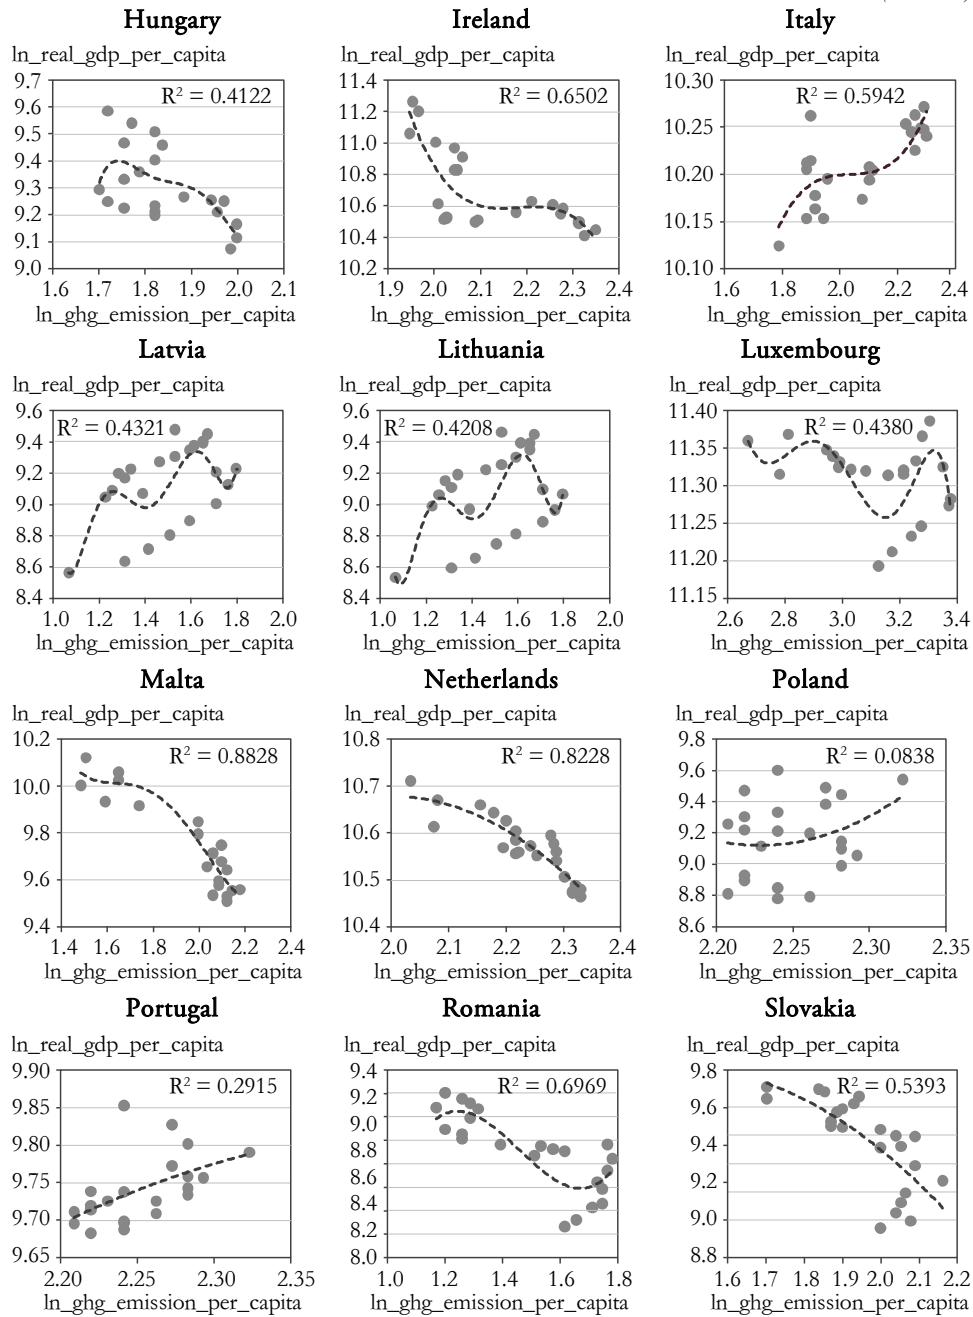 Hungary
ln_real_gdp_per_capita
R² = 0.4122
9.7
9.6
9.5
9.4
9.3
9.2
9.1
9.0
1.6 1.7 1.8 1.9 2.0 2.1
ln_ghg_emission_per_capita
Ireland
ln_real_gdp_per_capita
R² = 0.6502
11.4
11.2
11.0
10.8
10.6
10.4
10.2
1.9 2.0 2.1 2.2 2.3 2.4
ln_ghg_emission_per_capita
Italy
ln_real_gdp_per_capita
R² = 0.5942
10.30
10.25
10.20
10.15
10.10
1.6 1.8 2.0 2.2 2.4
ln_ghg_emission_per_capita
Latvia
ln_real_gdp_per_capita
R² = 0.4321
9.6
9.4
9.2
9.0
8.8
8.6
8.4
1.0 1.2 1.4 1.6 1.8 2.0
ln_ghg_emission_per_capita
Lithuania
ln_real_gdp_per_capita
R² = 0.4208
9.6
9.4
9.2
9.0
8.8
8.6
8.4
1.0 1.2 1.4 1.6 1.8 2.0
ln_ghg_emission_per_capita
Luxembourg
ln_real_gdp_per_capita
R² = 0.4380
11.40
11.35
11.30
11.25
11.20
11.15
2.6 2.8 3.0 3.2 3.4
ln_ghg_emission_per_capita
Malta
ln_real_gdp_per_capita
R² = 0.8828
10.2
10.0
9.8
9.6
9.4
1.4 1.6 1.8 2.0 2.2 2.4
ln_ghg_emission_per_capita
Netherlands
ln_real_gdp_per_capita
R² = 0.8228
10.8
10.7
10.6
10.5
10.4
2.0 2.1 2.2 2.3 2.4
ln_ghg_emission_per_capita
Poland
ln_real_gdp_per_capita
R² = 0.0838
9.8
9.6
9.4
9.2
9.0
8.8
8.6
2.20 2.25 2.30 2.35
ln_ghg_emission_per_capita
Portugal
ln_real_gdp_per_capita
R² = 0.2915
9.90
9.85
9.80
9.75
9.70
9.65
2.20 2.25 2.30 2.35
ln_ghg_emission_per_capita
Romania
ln_real_gdp_per_capita
R² = 0.6969
9.4
9.2
9.0
8.8
8.6
8.4
8.2
8.0
1.0 1.2 1.4 1.6 1.8
ln_ghg_emission_per_capita
Slovakia
ln_real_gdp_per_capita
R² = 0.5393
9.8
9.6
9.4
9.2
9.0
8.8
1.6 1.7 1.8 1.9 2.0 2.1 2.2
ln_ghg_emission_per_capita